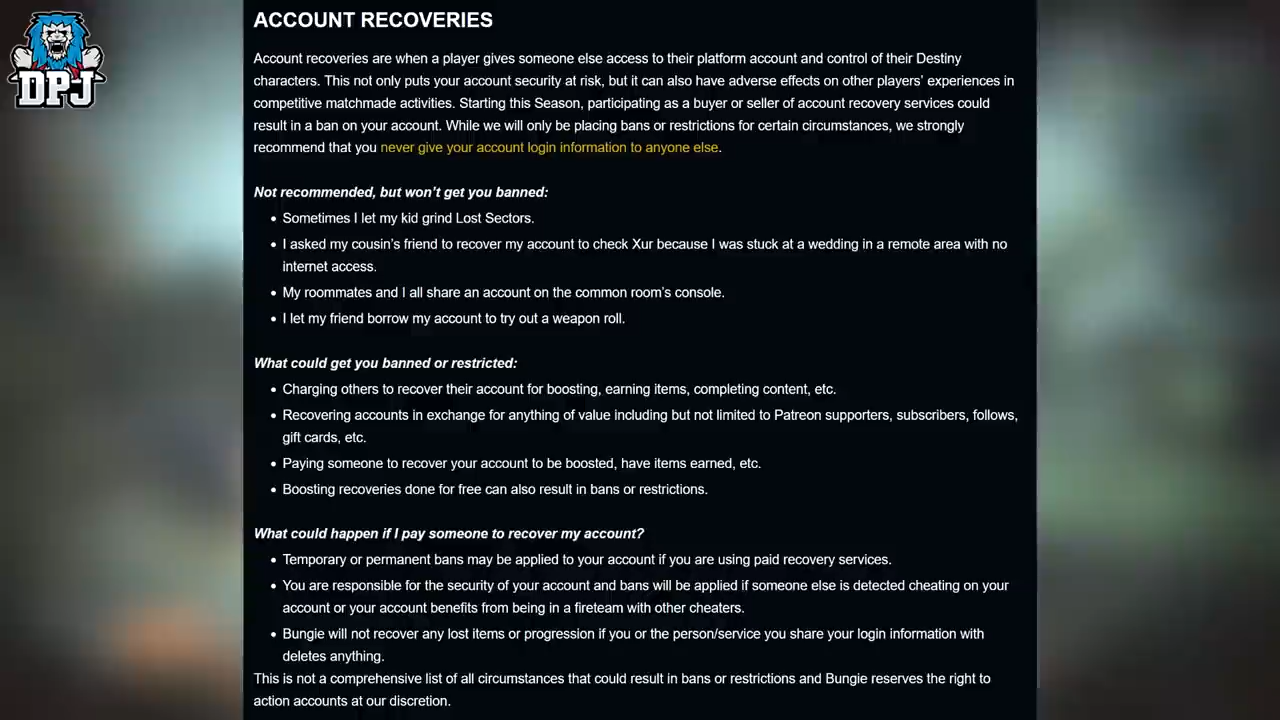 DPJ
ACCOUNT RECOVERIES
Account recoveries are when a player gives someone else access to their platform account and control of their Destiny
characters. This not only puts your account security at risk, but it can also have adverse effects on other players' experiences in
competitive matchmade activities. Starting this Season, participating as a buyer or seller of account recovery services could
result in a ban on your account. While we will only be placing bans or restrictions for certain circumstances, we strongly
recommend that you never give your account login information to anyone else.
Not recommended, but won't get you banned:
• Sometimes I let my kid grind Lost Sectors.
• I asked my cousin's friend to recover my account to check Xur because I was stuck at a wedding in a remote area with no
internet access.
• My roommates and I all share an account on the common room's console.
• I let my friend borrow my account to try out a weapon roll.
What could get you banned or restricted:
• Charging others to recover their account for boosting, earning items, completing content, etc.
• Recovering accounts in exchange for anything of value including but not limited to Patreon supporters, subscribers, follows,
gift cards, etc.
• Paying someone to recover your account to be boosted, have items earned, etc.
• Boosting recoveries done for free can also result in bans or restrictions.
What could happen if I pay someone to recover my account?
• Temporary or permanent bans may be applied to your account if you are using paid recovery services.
• You are responsible for the security of your account and bans will be applied if someone else is detected cheating on your
account or your account benefits from being in a fireteam with other cheaters.
• Bungie will not recover any lost items or progression if you or the person/service you share your login information with
deletes anything.
This is not a comprehensive list of all circumstances that could result in bans or restrictions and Bungie reserves the right to
action accounts at our discretion.